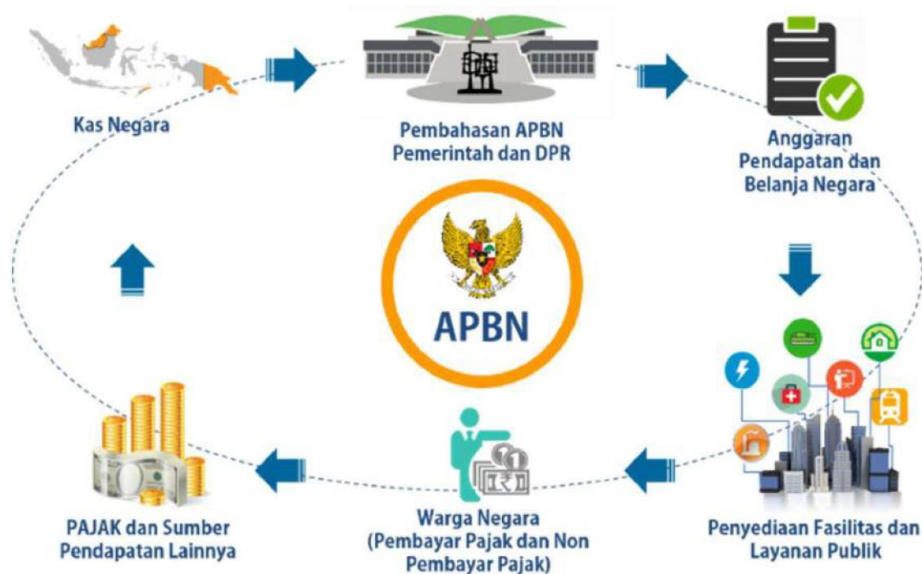 Kas Negara
Pembahasan APBN
Pemerintah dan DPR
Anggaran
Pendapatan dan
Belanja Negara
APBN
PAJAK dan Sumber
Pendapatan Lainnya
Warga Negara
(Pembayar Pajak dan Non
Pembayar Pajak)
Penyediaan Fasilitas dan
Layanan Publik